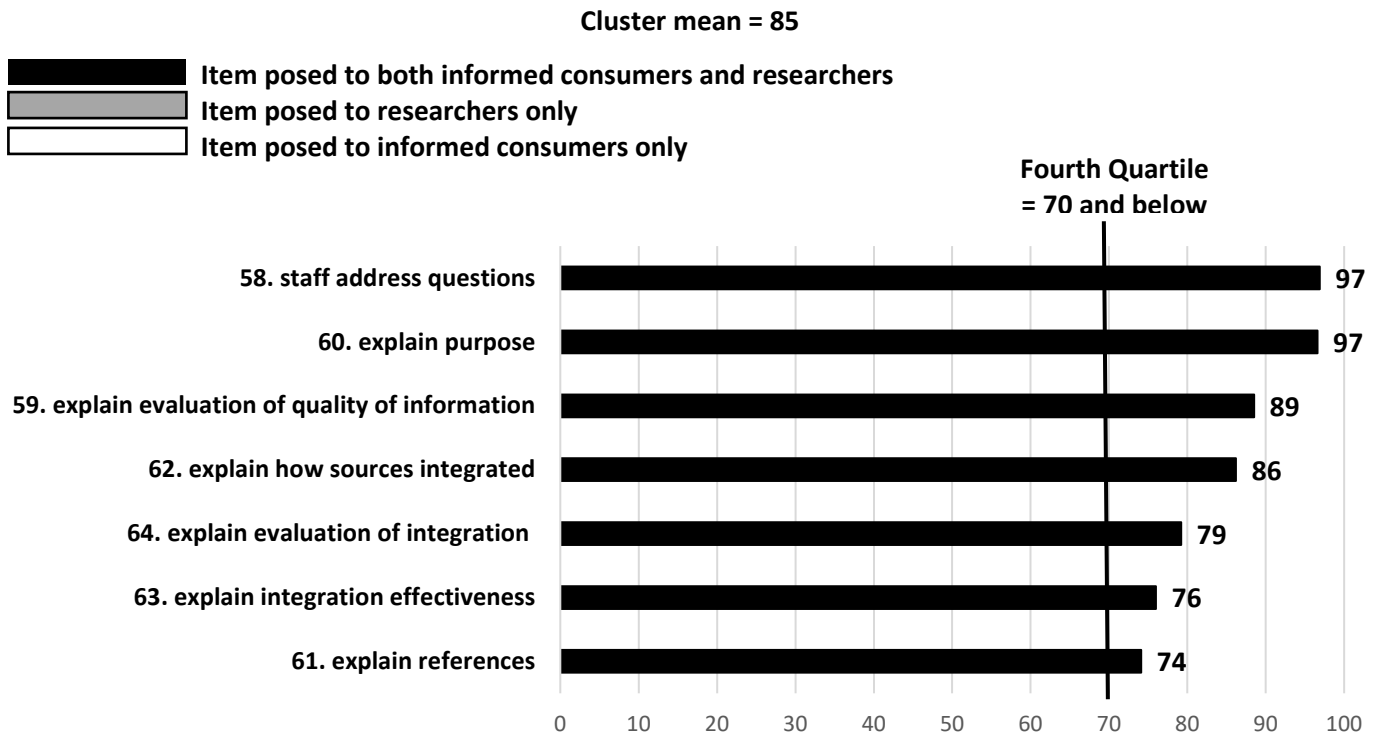 Cluster mean = 85
Item posed to both informed consumers and researchers
Item posed to researchers only
Item posed to informed consumers only
Fourth Quartile
= 70 and below
58. staff address questions 97
60. explain purpose 97
59. explain evaluation of quality of information 89
62. explain how sources integrated 86
64. explain evaluation of integration 79
63. explain integration effectiveness 76
61. explain references 74
0 10 20 30 40 50 60 70 80 90 100